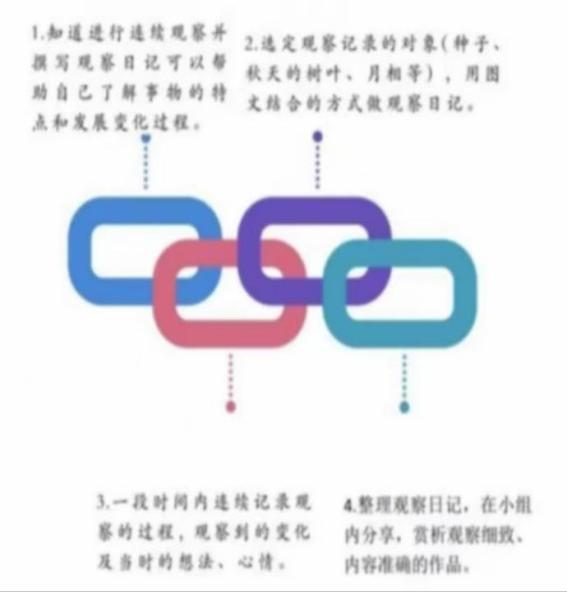 1.知道进行连续观察并
撰写观察日记可以帮
助自己了解事物的特
点和发展变化过程。
2.选定观察记录的对象(种子、
秋天的树叶、月相等），用图
文结合的方式做观察日记。
3.一段时间内连续记录观
察的过程，观察到的变化
及当时的想法、心情。
4.整理观察日记，在小组
内分享，赏析观察细致、
内容准确的作品。